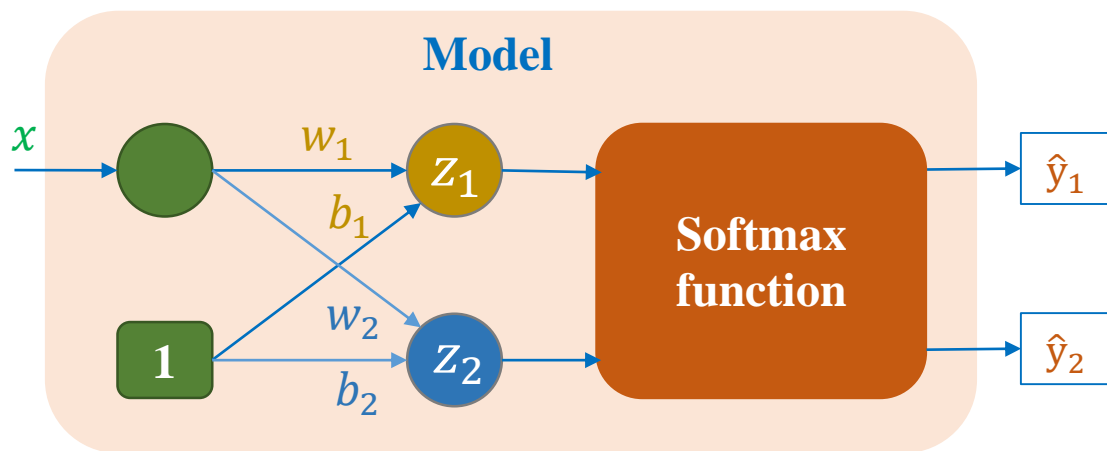 Model
x
w₁
z₁
b₁
ŷ₁
Softmax
function
w₂
1
z₂
b₂
ŷ₂